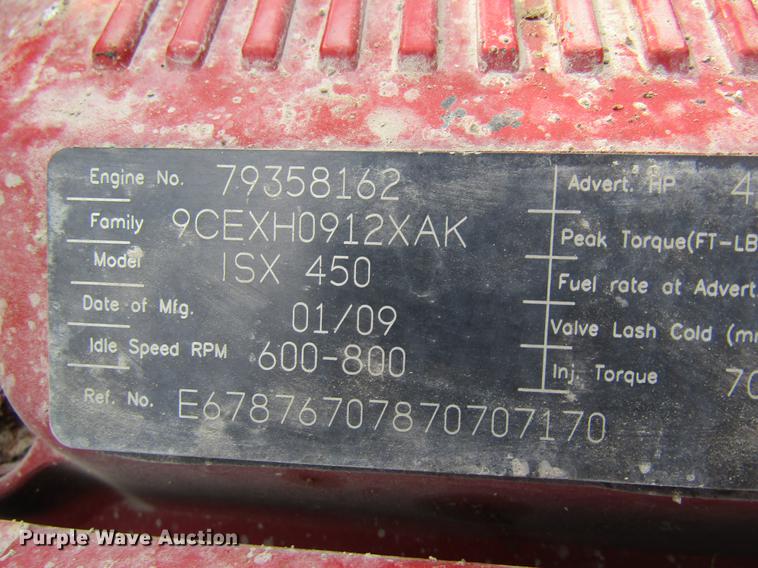 Engine No. 79358162
Family 9CEXH0912XAK
Model ISX 450
Date of Mfg. 01/09
Idle Speed RPM 600-800
Ref. No. E67876707870707170
Advert. HP 4
Peak Torque(FT-LB
Fuel rate at Advert.
Valve Lash Cold (m
Inj. Torque 70
Purple Wave Auction